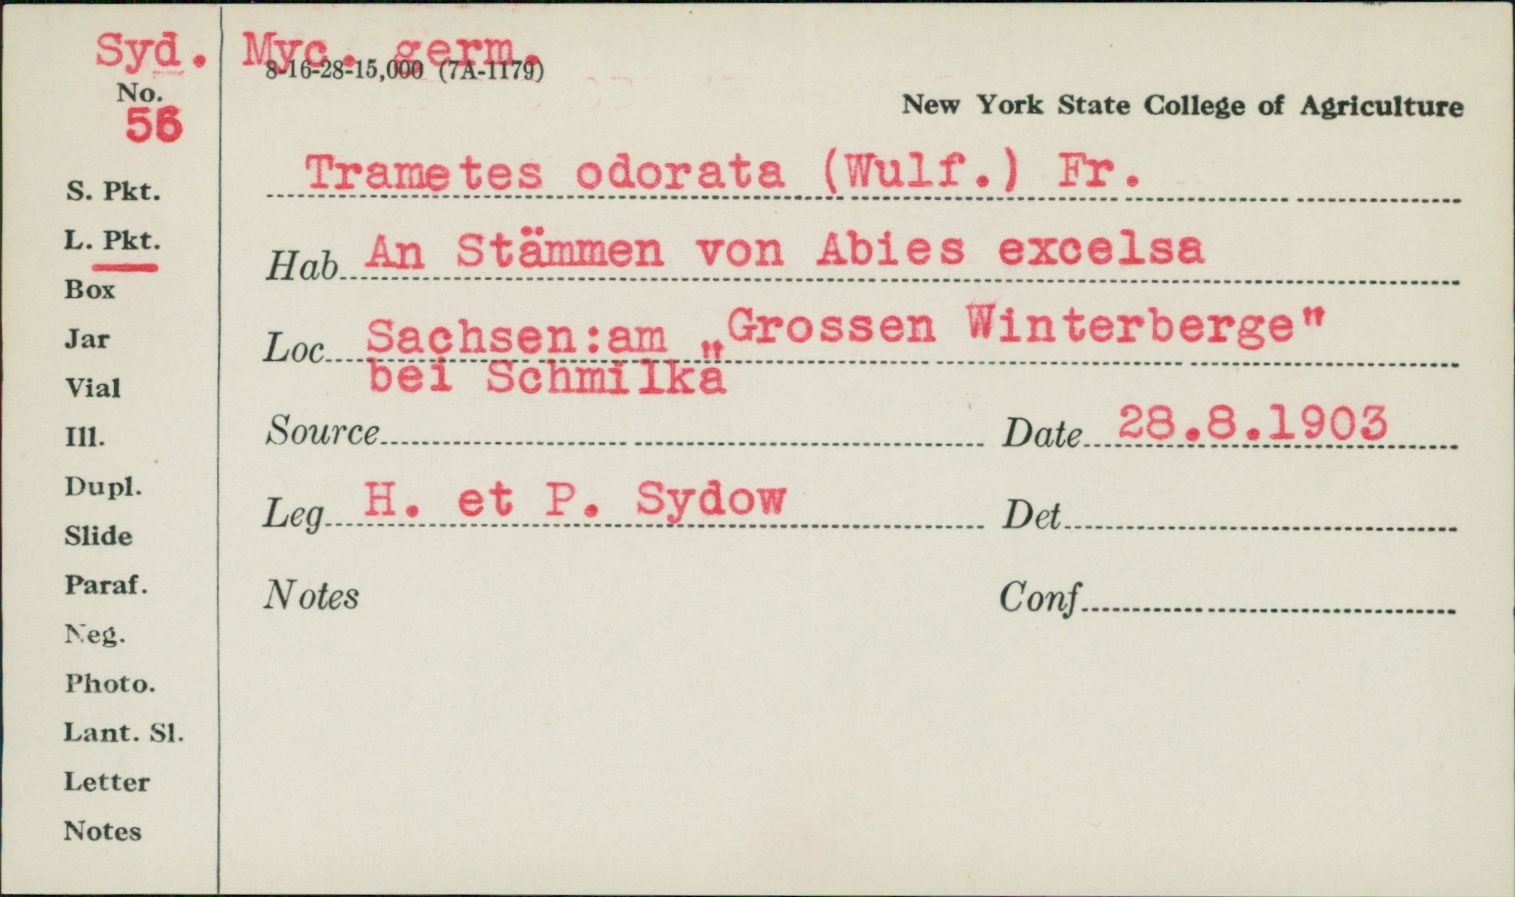 Syd. Myc. germ.
8-16-28-15,000 (7A-1179)
No.
56
New York State College of Agriculture
Trametes odorata (Wulf.) Fr.
S. Pkt.
L. Pkt.
Hab. An Stämmen von Abies excelsa
Box
Jar
Loc. Sachsen:am „Grossen Winterberge"
bei Schmilka
Vial
Ill.
Source
Date 28.8.1903
Dupl.
Leg. H. et P. Sydow
Det.
Slide
Paraf.
Notes
Conf.
Neg.
Photo.
Lant. Sl.
Letter
Notes